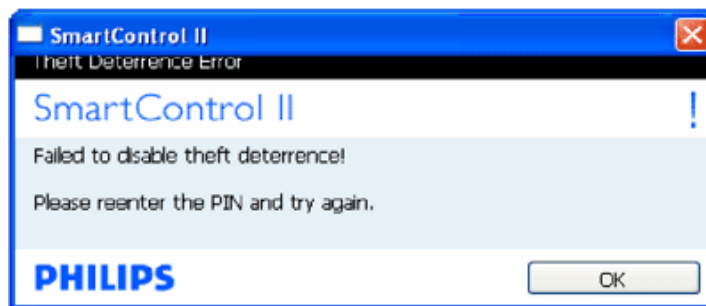 SmartControl II
Theft Deterrence Error
SmartControl II
!
Failed to disable theft deterrence!
Please reenter the PIN and try again.
PHILIPS
OK